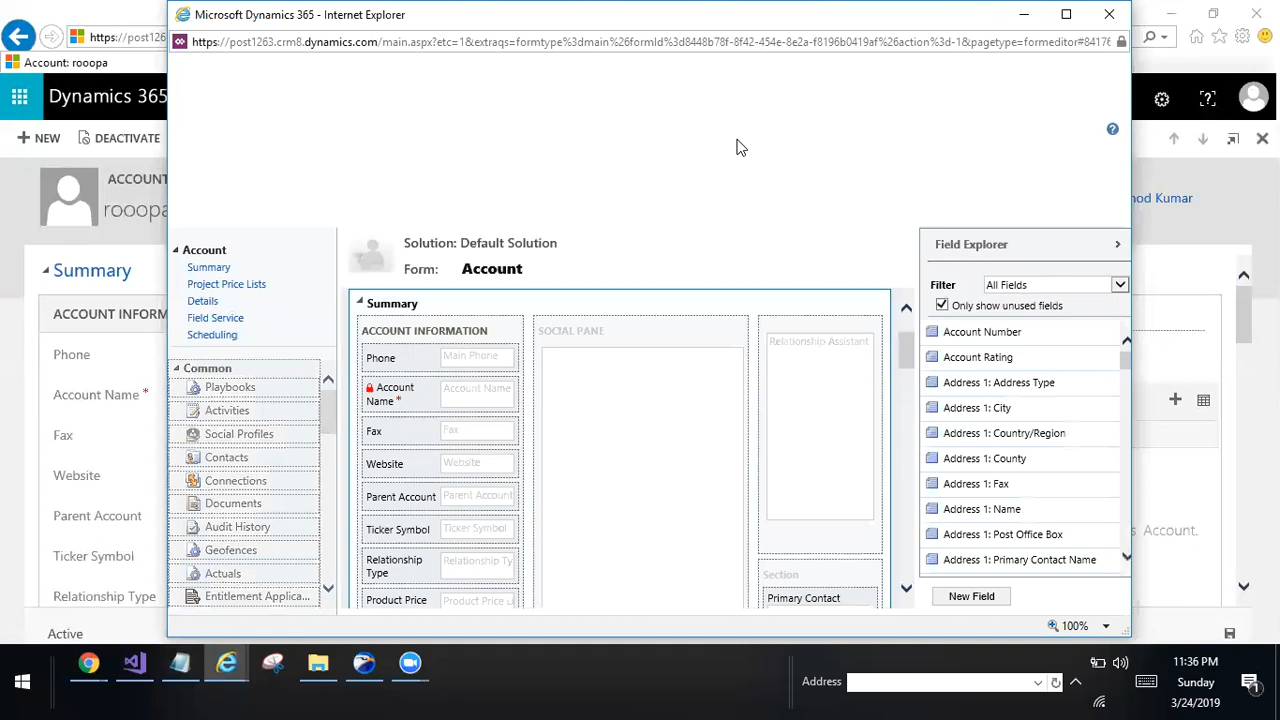 Microsoft Dynamics 365 - Internet Explorer
https://post126
https://post1263.crm8.dynamics.com/main.aspx?etc=1&extraqs=formtype%3dmain%26formId%3d8448b78f-8f42-454e-8e2a-f8196b0419af%26action%3d-1&pagetype=formeditor#8417€
Account: rooopa
Dynamics 365
NEW
DEACTIVATE
ACCOUNT
rooopa
nod Kumar
Summary
ACCOUNT INFORM
Phone
Account Name *
Fax
Website
Parent Account
Ticker Symbol
Relationship Type
Active
s Account.
Account
Summary
Project Price Lists
Details
Field Service
Scheduling
Common
Playbooks
Activities
Social Profiles
Contacts
Connections
Documents
Audit History
Geofences
Actuals
Entitlement Applica...
Solution: Default Solution
Form: Account
Summary
ACCOUNT INFORMATION
Phone Main Phone
Account Name * Account Name
Fax Fax
Website Website
Parent Account Parent Account
Ticker Symbol Ticker Symbol
Relationship Type Relationship Ty
Product Price Product Price
SOCIAL PANE
Relationship Assistant
Section
Primary Contact
Field Explorer
Filter All Fields
Only show unused fields
Account Number
Account Rating
Address 1: Address Type
Address 1: City
Address 1: Country/Region
Address 1: County
Address 1: Fax
Address 1: Name
Address 1: Post Office Box
Address 1: Primary Contact Name
New Field
100%
Address
11:36 PM
Sunday
3/24/2019
1